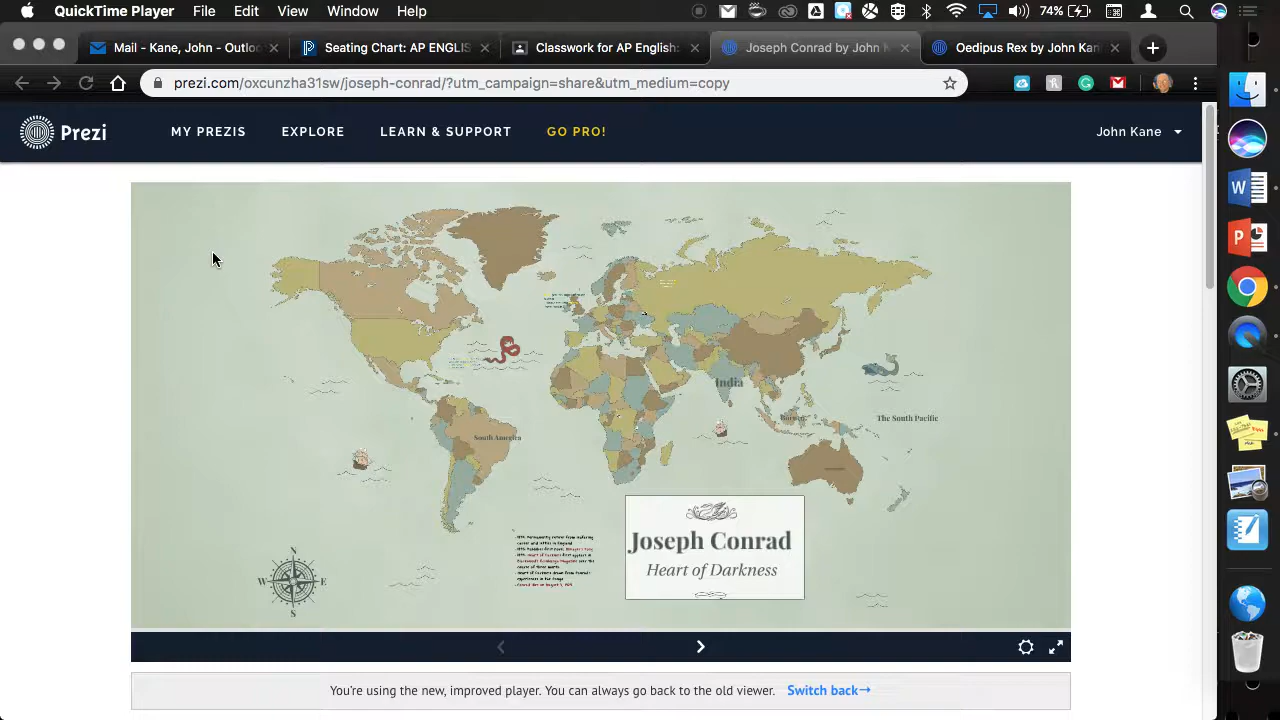 QuickTime Player File Edit View Window Help 74%
Mail - Kane, John - Outloo
Seating Chart: AP ENGLIS
Classwork for AP English:
Joseph Conrad by John K
Oedipus Rex by John Kan
prezi.com/oxcunzha31sw/joseph-conrad/?utm_campaign=share&utm_medium=copy
Prezi MY PREZIS EXPLORE LEARN & SUPPORT GO PRO! John Kane
India
The South Pacific
South America
Joseph Conrad
Heart of Darkness
N
W E
S
You're using the new, improved player. You can always go back to the old viewer. Switch back→